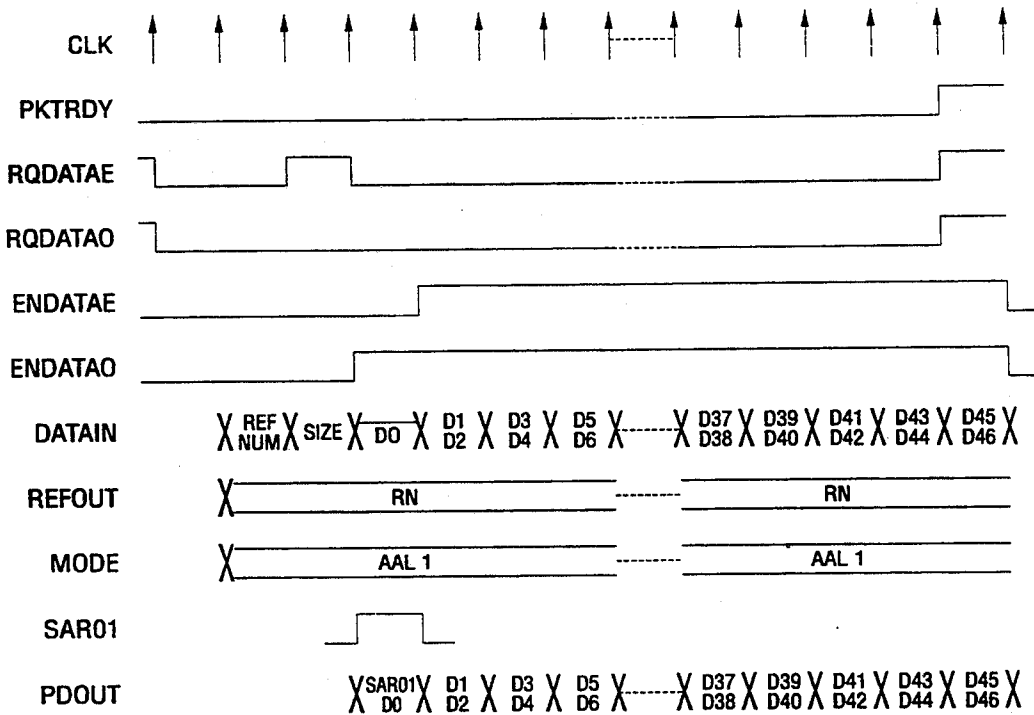 CLK
PKTRDY
RQDATAE
RQDATAO
ENDATAE
ENDATAO
DATAIN
REF NUM
SIZE
D0
D1 D2
D3 D4
D5 D6
D37 D38
D39 D40
D41 D42
D43 D44
D45 D46
REFOUT
RN
RN
MODE
AAL 1
AAL 1
SAR01
PDOUT
SAR01 D0
D1 D2
D3 D4
D5 D6
D37 D38
D39 D40
D41 D42
D43 D44
D45 D46